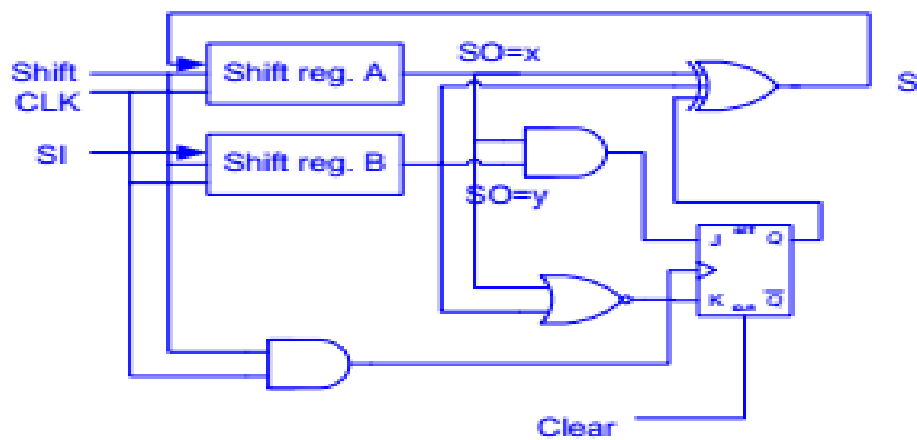 SO=x
Shift
Shift reg. A
CLK
S
SI
Shift reg. B
SO=y
J
Q
K
Q̅
Clear